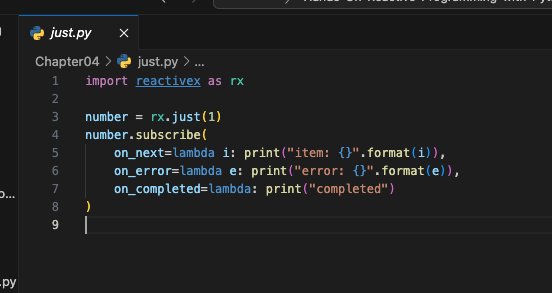 just.py
Chapter04 > just.py > ...
1 import reactivex as rx
2
3 number = rx.just(1)
4 number.subscribe(
5     on_next=lambda i: print("item: {}".format(i)),
6     on_error=lambda e: print("error: {}".format(e)),
7     on_completed=lambda: print("completed")
8 )
9
o...
.py